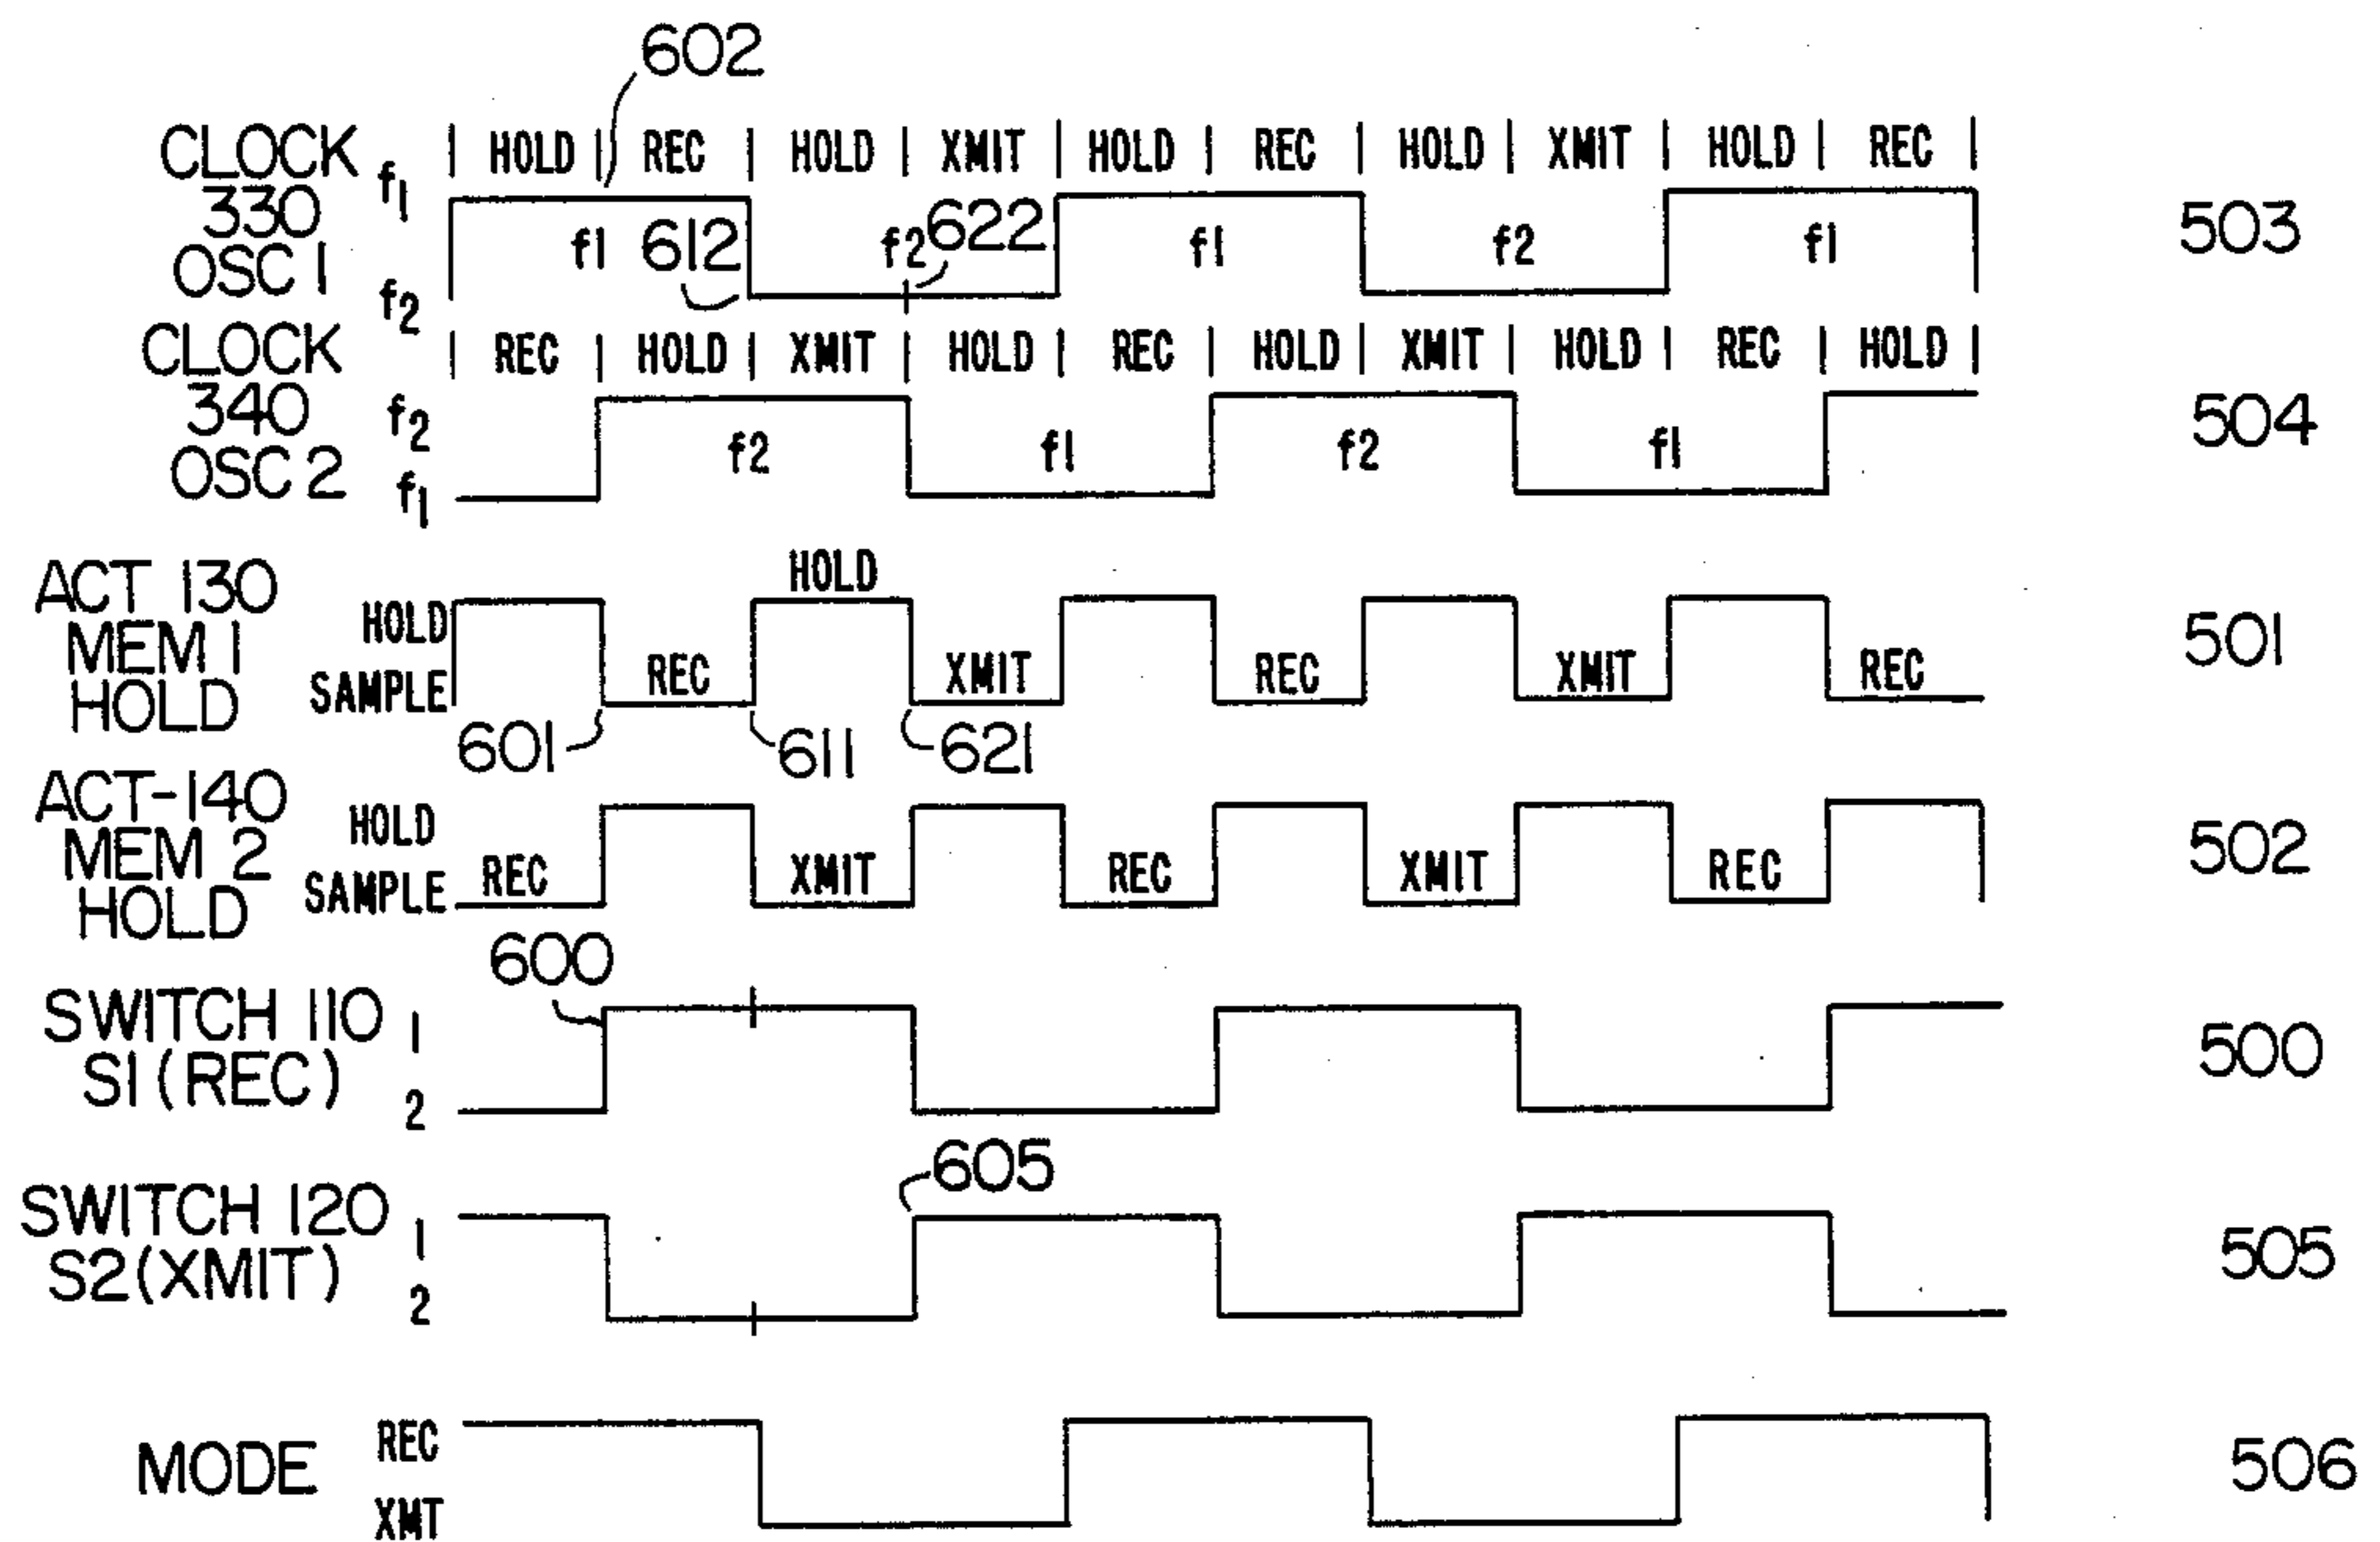 602
CLOCK 330 OSC 1
f1
f2
| HOLD | REC | HOLD | XMIT | HOLD | REC | HOLD | XMIT | HOLD | REC |
f1 612 f2 622 f1 f2 f1
503
CLOCK 340 OSC 2
f2
f1
| REC | HOLD | XMIT | HOLD | REC | HOLD | XMIT | HOLD | REC | HOLD |
f2 f1 f2 f1
504
ACT 130 MEM 1 HOLD
HOLD
SAMPLE
HOLD
REC XMIT REC XMIT REC
501
601 611 621
ACT-140 MEM 2 HOLD
HOLD
SAMPLE
REC XMIT REC XMIT REC
502
600
SWITCH 110 S1(REC)
1
2
500
605
SWITCH 120 S2(XMIT)
1
2
505
MODE
REC
XMT
506